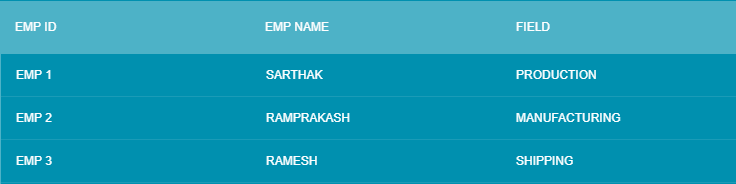 EMP ID EMP NAME FIELD
EMP 1 SARTHAK PRODUCTION
EMP 2 RAMPRAKASH MANUFACTURING
EMP 3 RAMESH SHIPPING